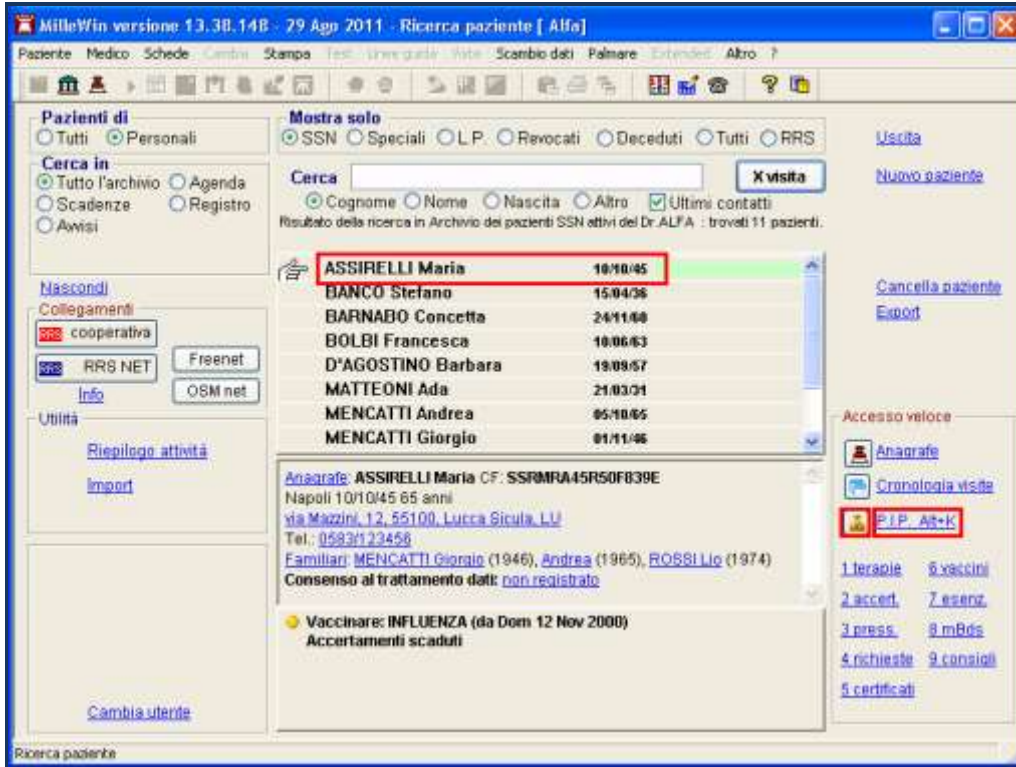 MilleWin versione 13.38.148 - 29 Ago 2011 - Ricerca paziente [ Alfa]
Paziente Medico Schede Cambia Stampa Test Linee guida Viste Scambio dati Palmare Extended Altro ?
Pazienti di
Tutti Personali
Mostra solo
SSN Speciali L.P. Revocati Deceduti Tutti RRS
Uscita
Cerca in
Tutto l'archivio Agenda
Scadenze Registro
Avvisi
Cerca X visita
Cognome Nome Nascita Altro Ultimi contatti
Risultato della ricerca in Archivio dei pazienti SSN attivi del Dr.ALFA : trovati 11 pazienti.
Nuovo paziente
ASSIRELLI Maria 10/10/45
BANCO Stefano 15/04/36
BARNABO Concetta 24/11/60
BOLBI Francesca 10/06/63
D'AGOSTINO Barbara 19/09/57
MATTEONI Ada 21/03/31
MENCATTI Andrea 05/10/65
MENCATTI Giorgio 01/11/46
Cancella paziente
Export
Nascondi
Collegamenti
RRS cooperativa
RRS RRS NET
Freenet
Info
OSM net
Utilità
Riepilogo attività
Import
Anagrafe: ASSIRELLI Maria CF: SSRMRA45R50F839E
Napoli 10/10/45 65 anni
via Mazzini, 12, 55100, Lucca Sicula, LU
Tel.: 0583/123456
Familiari: MENCATTI Giorgio (1946), Andrea (1965), ROSSI Lio (1974)
Consenso al trattamento dati: non registrato
Vaccinare: INFLUENZA (da Dom 12 Nov 2000)
Accertamenti scaduti
Accesso veloce
Anagrafe
Cronologia visite
P.I.P. Alt+K
1 terapie 6 vaccini
2 accert. 7 esenz.
3 press. 8 mBds
4 richieste 9 consigli
5 certificati
Cambia utente
Ricerca paziente